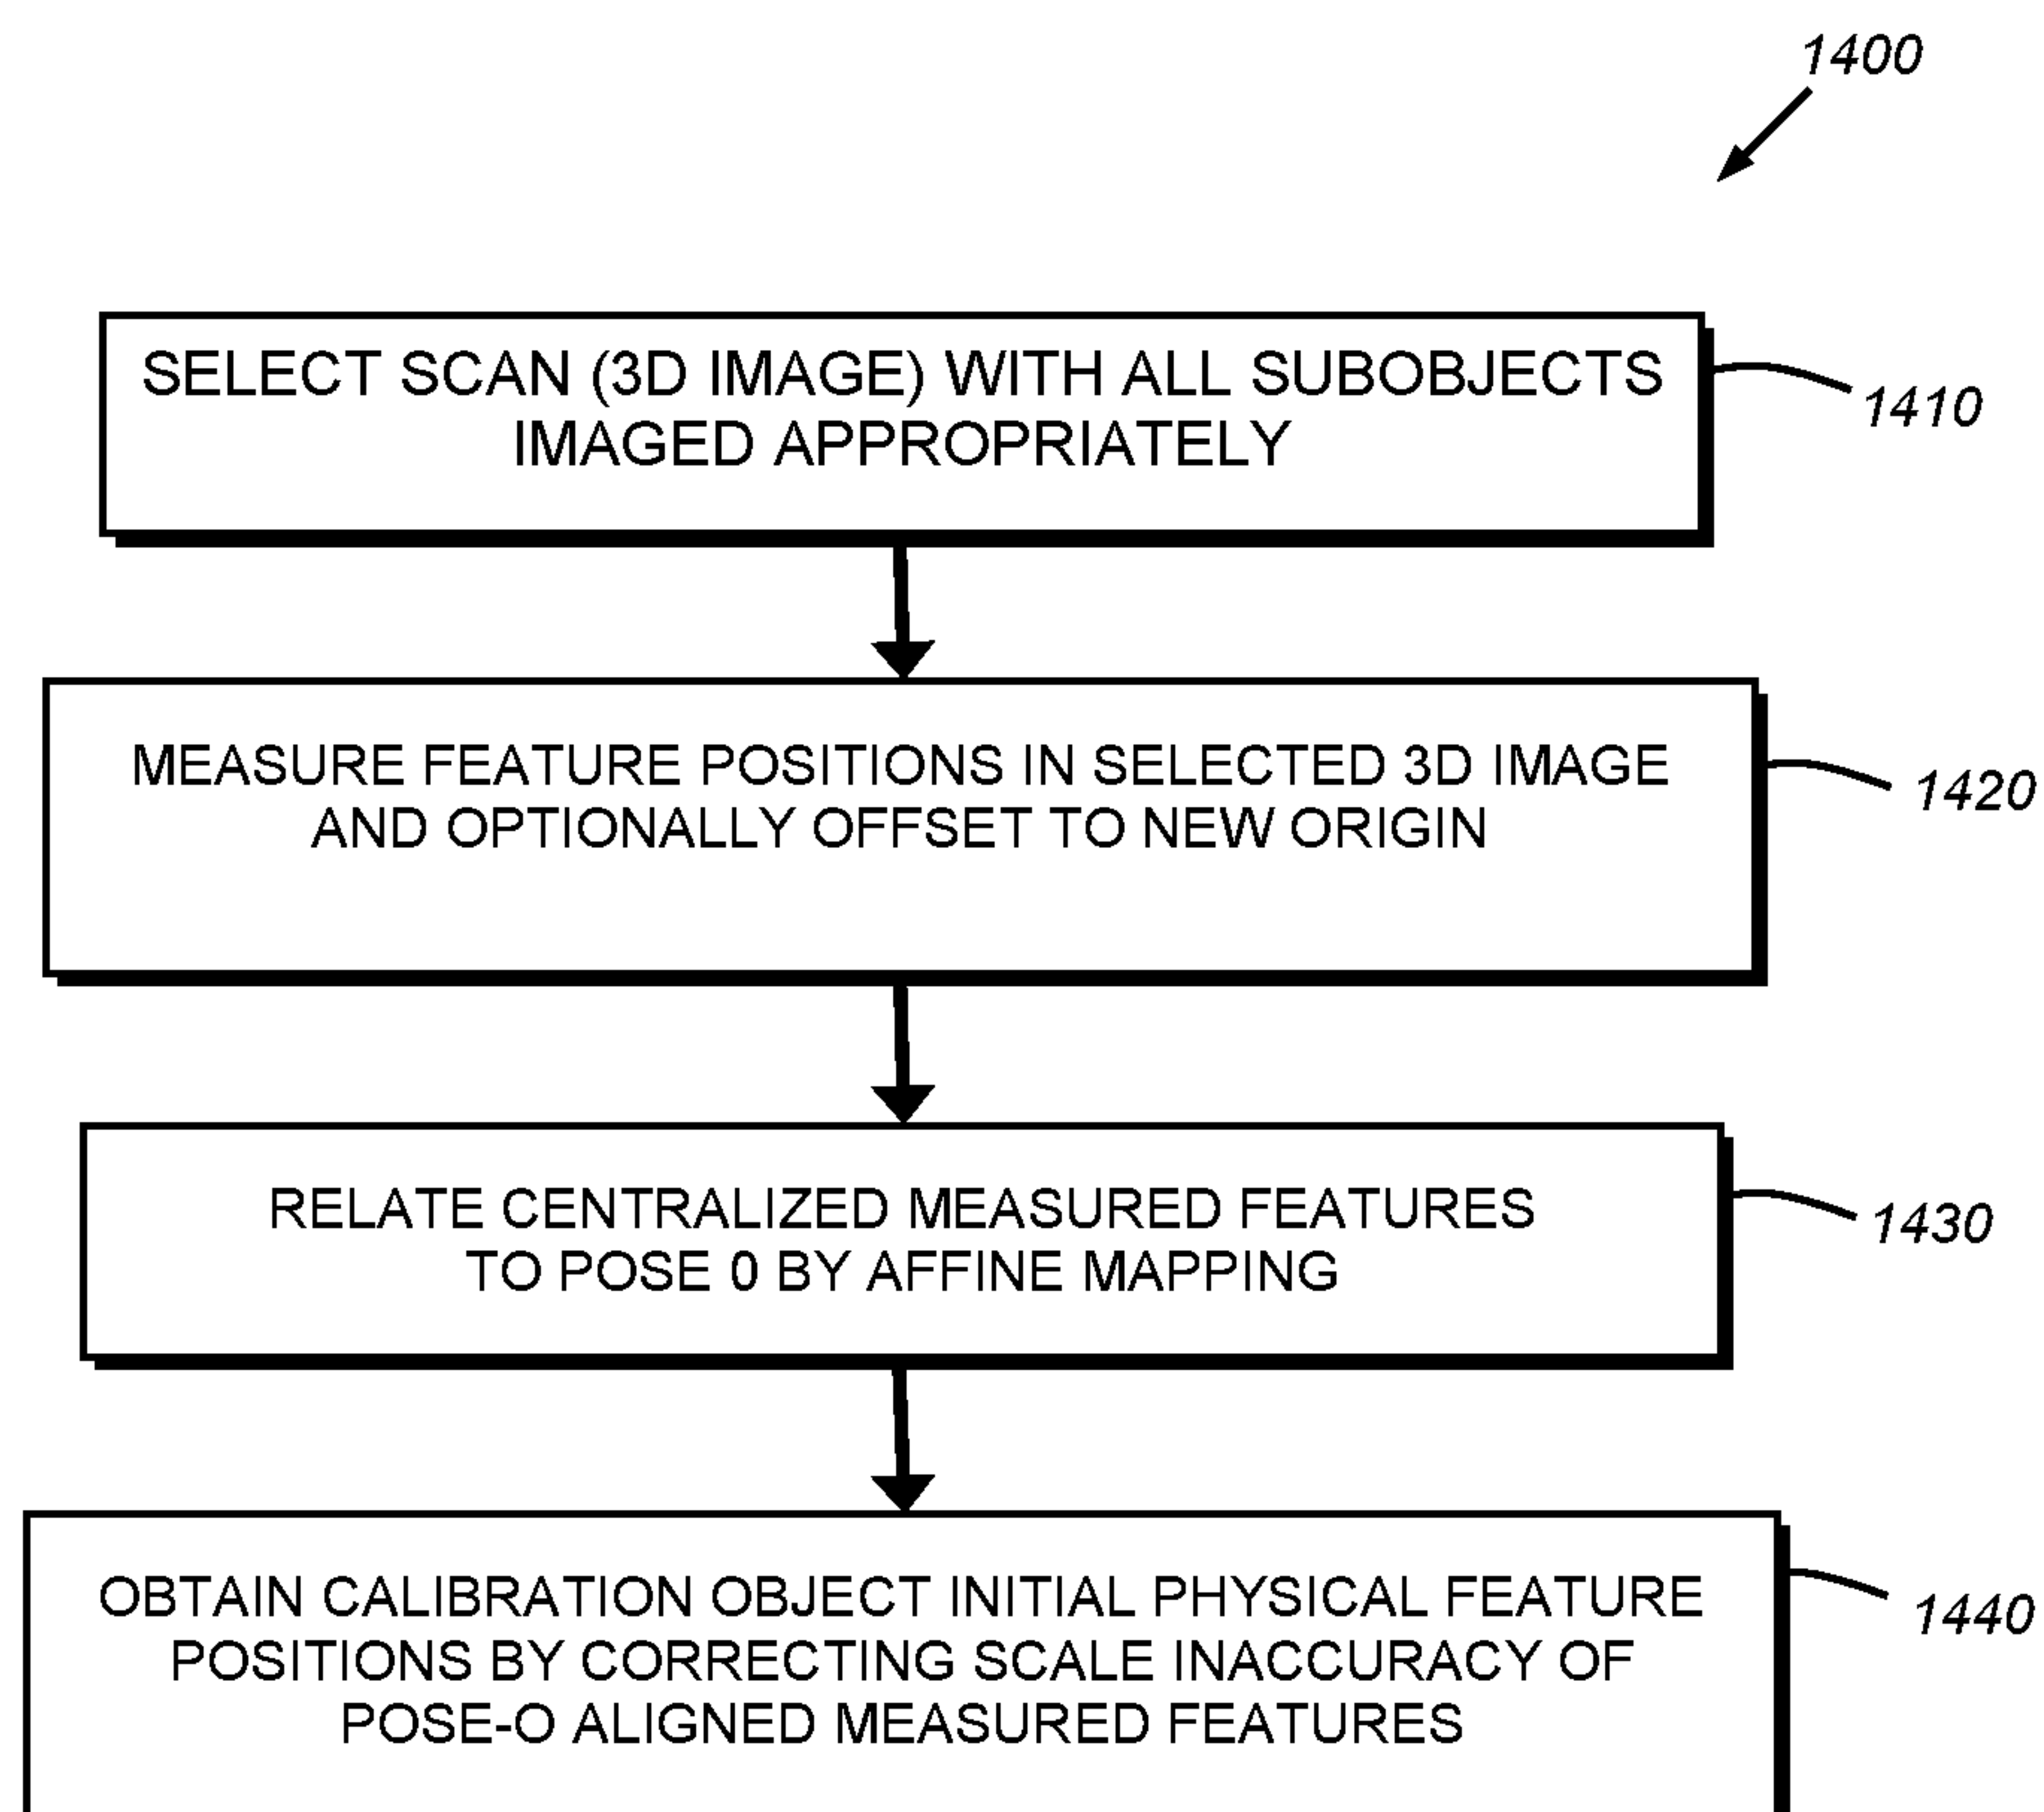 1400
SELECT SCAN (3D IMAGE) WITH ALL SUBOBJECTS
IMAGED APPROPRIATELY
1410
MEASURE FEATURE POSITIONS IN SELECTED 3D IMAGE
AND OPTIONALLY OFFSET TO NEW ORIGIN
1420
RELATE CENTRALIZED MEASURED FEATURES
TO POSE 0 BY AFFINE MAPPING
1430
OBTAIN CALIBRATION OBJECT INITIAL PHYSICAL FEATURE
POSITIONS BY CORRECTING SCALE INACCURACY OF
POSE-O ALIGNED MEASURED FEATURES
1440